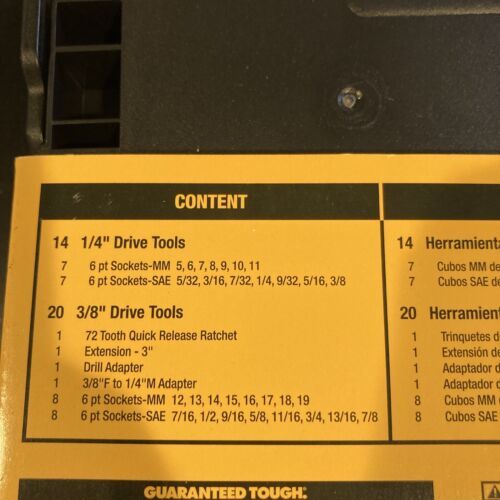 CONTENT
14 1/4" Drive Tools
7 6 pt Sockets-MM 5, 6, 7, 8, 9, 10, 11
7 6 pt Sockets-SAE 5/32, 3/16, 7/32, 1/4, 9/32, 5/16, 3/8
20 3/8" Drive Tools
1 72 Tooth Quick Release Ratchet
1 Extension - 3"
1 Drill Adapter
1 3/8"F to 1/4"M Adapter
8 6 pt Sockets-MM 12, 13, 14, 15, 16, 17, 18, 19
8 6 pt Sockets-SAE 7/16, 1/2, 9/16, 5/8, 11/16, 3/4, 13/16, 7/8
14 Herramienta
7 Cubos MM de
7 Cubos SAE de
20 Herramient
1 Trinquetes d
1 Extensión de
1 Adaptador d
1 Adaptador d
8 Cubos MM
8 Cubos SAE
GUARANTEED TOUGH.